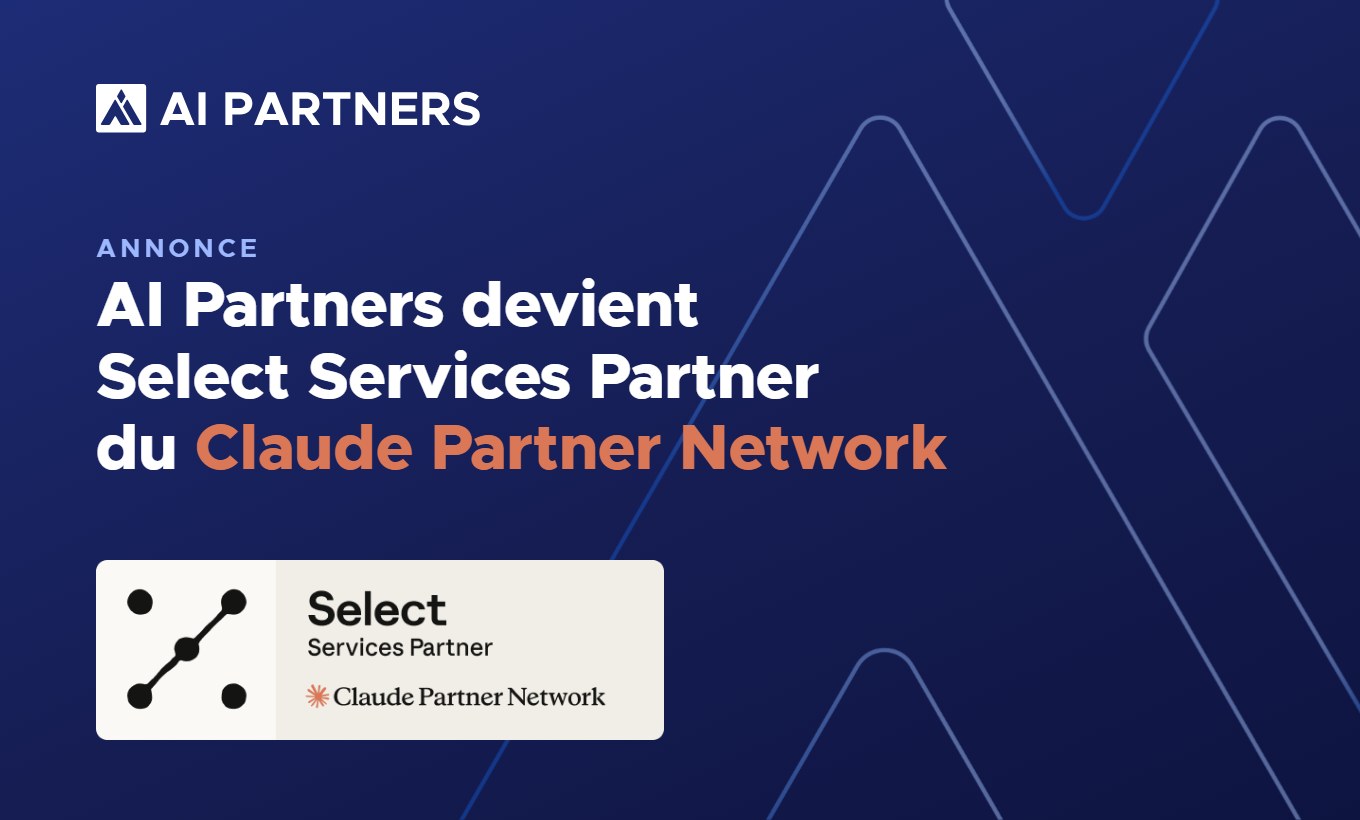 AI PARTNERS
ANNONCE
AI Partners devient
Select Services Partner
du Claude Partner Network
Select
Services Partner
Claude Partner Network